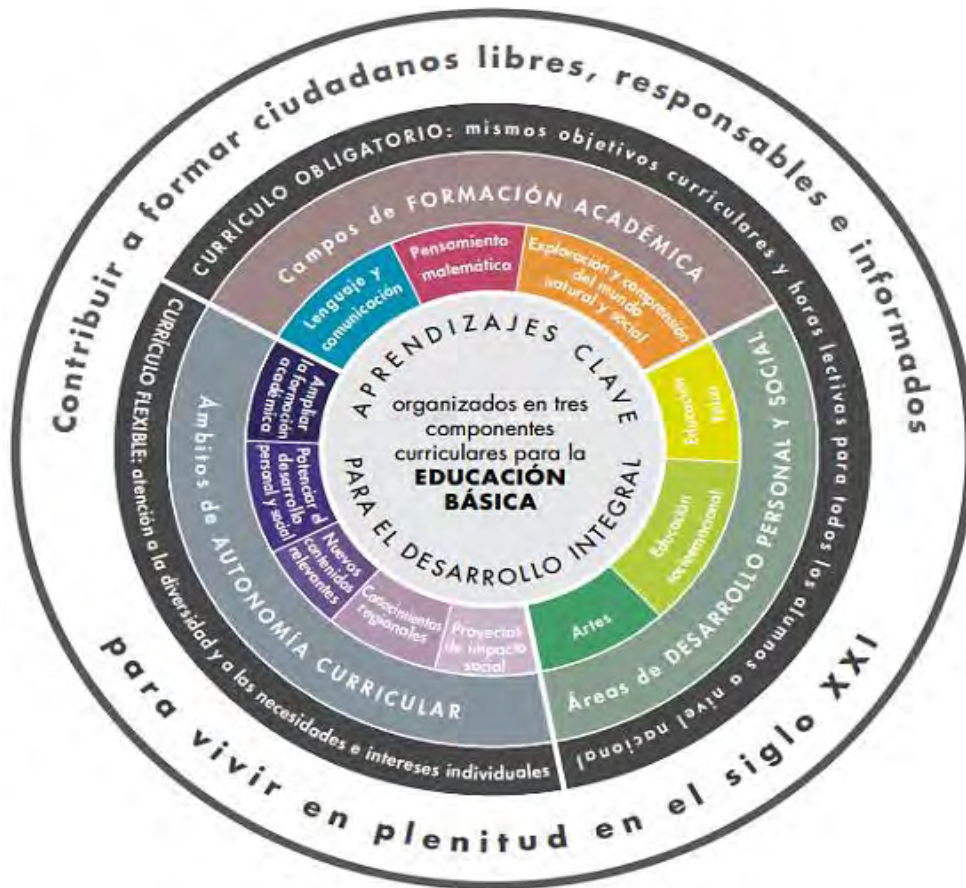 Contribuir a formar ciudadanos libres, responsables e informados
para vivir en plenitud en el siglo XXI
CURRÍCULO OBLIGATORIO: mismos objetivos curriculares y horas lectivas para todos los alumnos a nivel nacional
CURRÍCULO FLEXIBLE: atención a la diversidad y a las necesidades e intereses individuales
Campos de FORMACIÓN ACADÉMICA
Lenguaje y
comunicación
Pensamiento
matemático
Exploración y comprensión
del mundo
natural y social
Áreas de DESARROLLO PERSONAL Y SOCIAL
Educación
física
Educación
socioemocional
Artes
Ámbitos de AUTONOMÍA CURRICULAR
Ampliar
la formación
académica
Potenciar el
desarrollo
personal y social
Nuevos
contenidos
relevantes
Conocimientos
regionales
Proyectos
de impacto
social
APRENDIZAJES CLAVE
organizados en tres
componentes
curriculares para la
EDUCACIÓN
BÁSICA
PARA EL DESARROLLO INTEGRAL